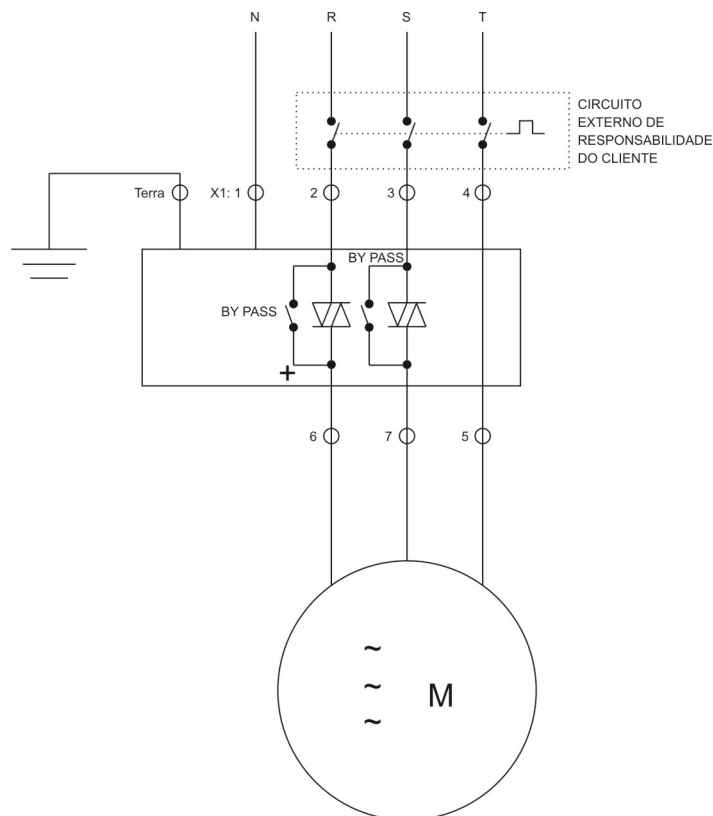 N
R
S
T
CIRCUITO
EXTERNO DE
RESPONSABILIDADE
DO CLIENTE
Terra
X1: 1
2
3
4
BY PASS
BY PASS
+
6
7
5
~
~
~
M